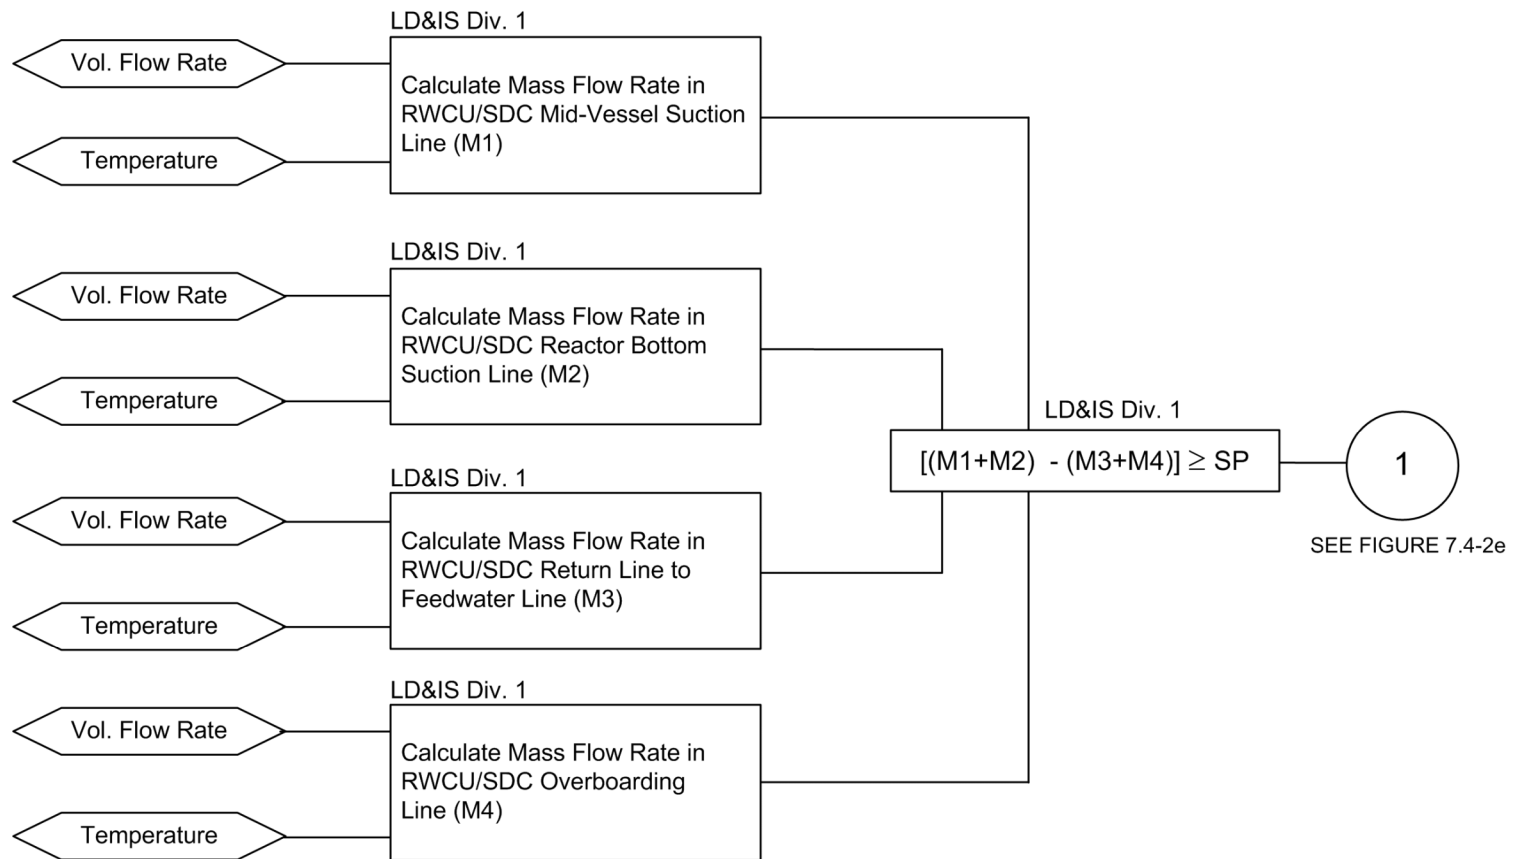 LD&IS Div. 1
Vol. Flow Rate
Temperature
Calculate Mass Flow Rate in
RWCU/SDC Mid-Vessel Suction
Line (M1)
LD&IS Div. 1
Vol. Flow Rate
Temperature
Calculate Mass Flow Rate in
RWCU/SDC Reactor Bottom
Suction Line (M2)
LD&IS Div. 1
Vol. Flow Rate
Temperature
Calculate Mass Flow Rate in
RWCU/SDC Return Line to
Feedwater Line (M3)
LD&IS Div. 1
Vol. Flow Rate
Temperature
Calculate Mass Flow Rate in
RWCU/SDC Overboarding
Line (M4)
LD&IS Div. 1
[(M1+M2) - (M3+M4)] ≥ SP
1
SEE FIGURE 7.4-2e